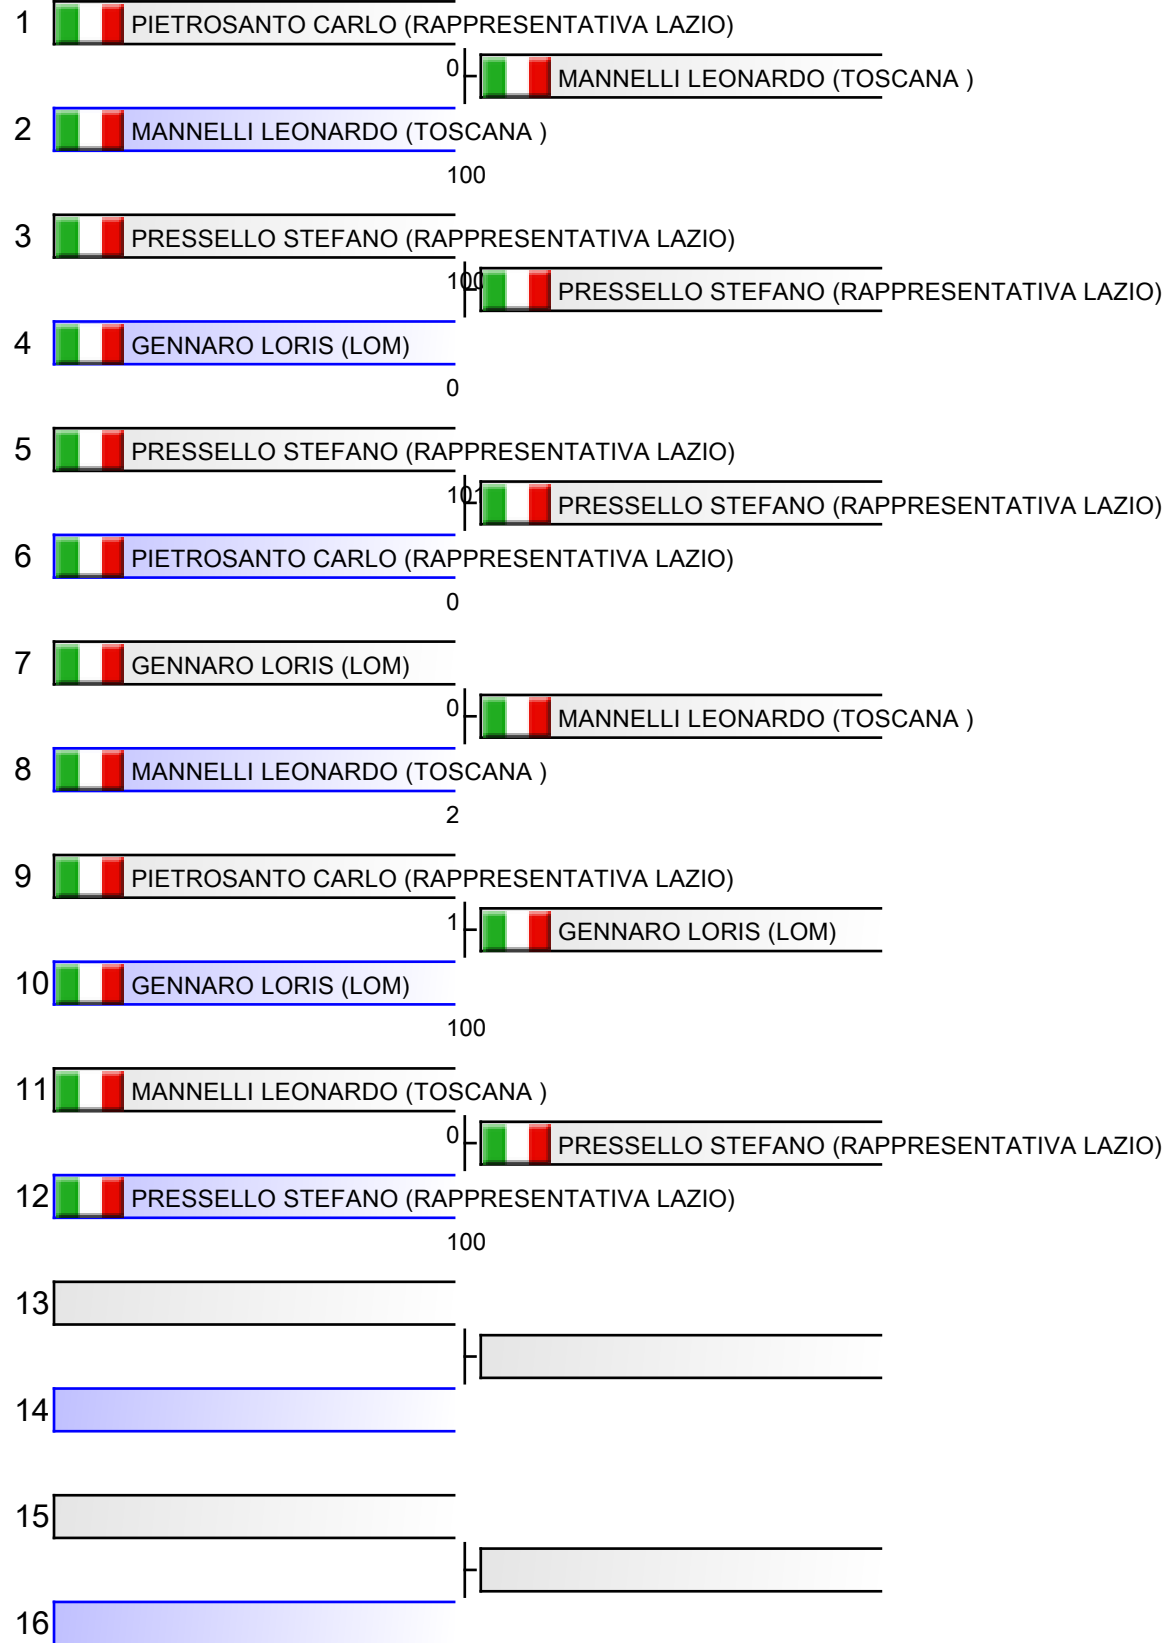 1 PIETROSANTO CARLO (RAPPRESENTATIVA LAZIO)
0 MANNELLI LEONARDO (TOSCANA )
2 MANNELLI LEONARDO (TOSCANA )
100
3 PRESSELLO STEFANO (RAPPRESENTATIVA LAZIO)
100 PRESSELLO STEFANO (RAPPRESENTATIVA LAZIO)
4 GENNARO LORIS (LOM)
0
5 PRESSELLO STEFANO (RAPPRESENTATIVA LAZIO)
101 PRESSELLO STEFANO (RAPPRESENTATIVA LAZIO)
6 PIETROSANTO CARLO (RAPPRESENTATIVA LAZIO)
0
7 GENNARO LORIS (LOM)
0 MANNELLI LEONARDO (TOSCANA )
8 MANNELLI LEONARDO (TOSCANA )
2
9 PIETROSANTO CARLO (RAPPRESENTATIVA LAZIO)
1 GENNARO LORIS (LOM)
10 GENNARO LORIS (LOM)
100
11 MANNELLI LEONARDO (TOSCANA )
0 PRESSELLO STEFANO (RAPPRESENTATIVA LAZIO)
12 PRESSELLO STEFANO (RAPPRESENTATIVA LAZIO)
100
13
14
15
16